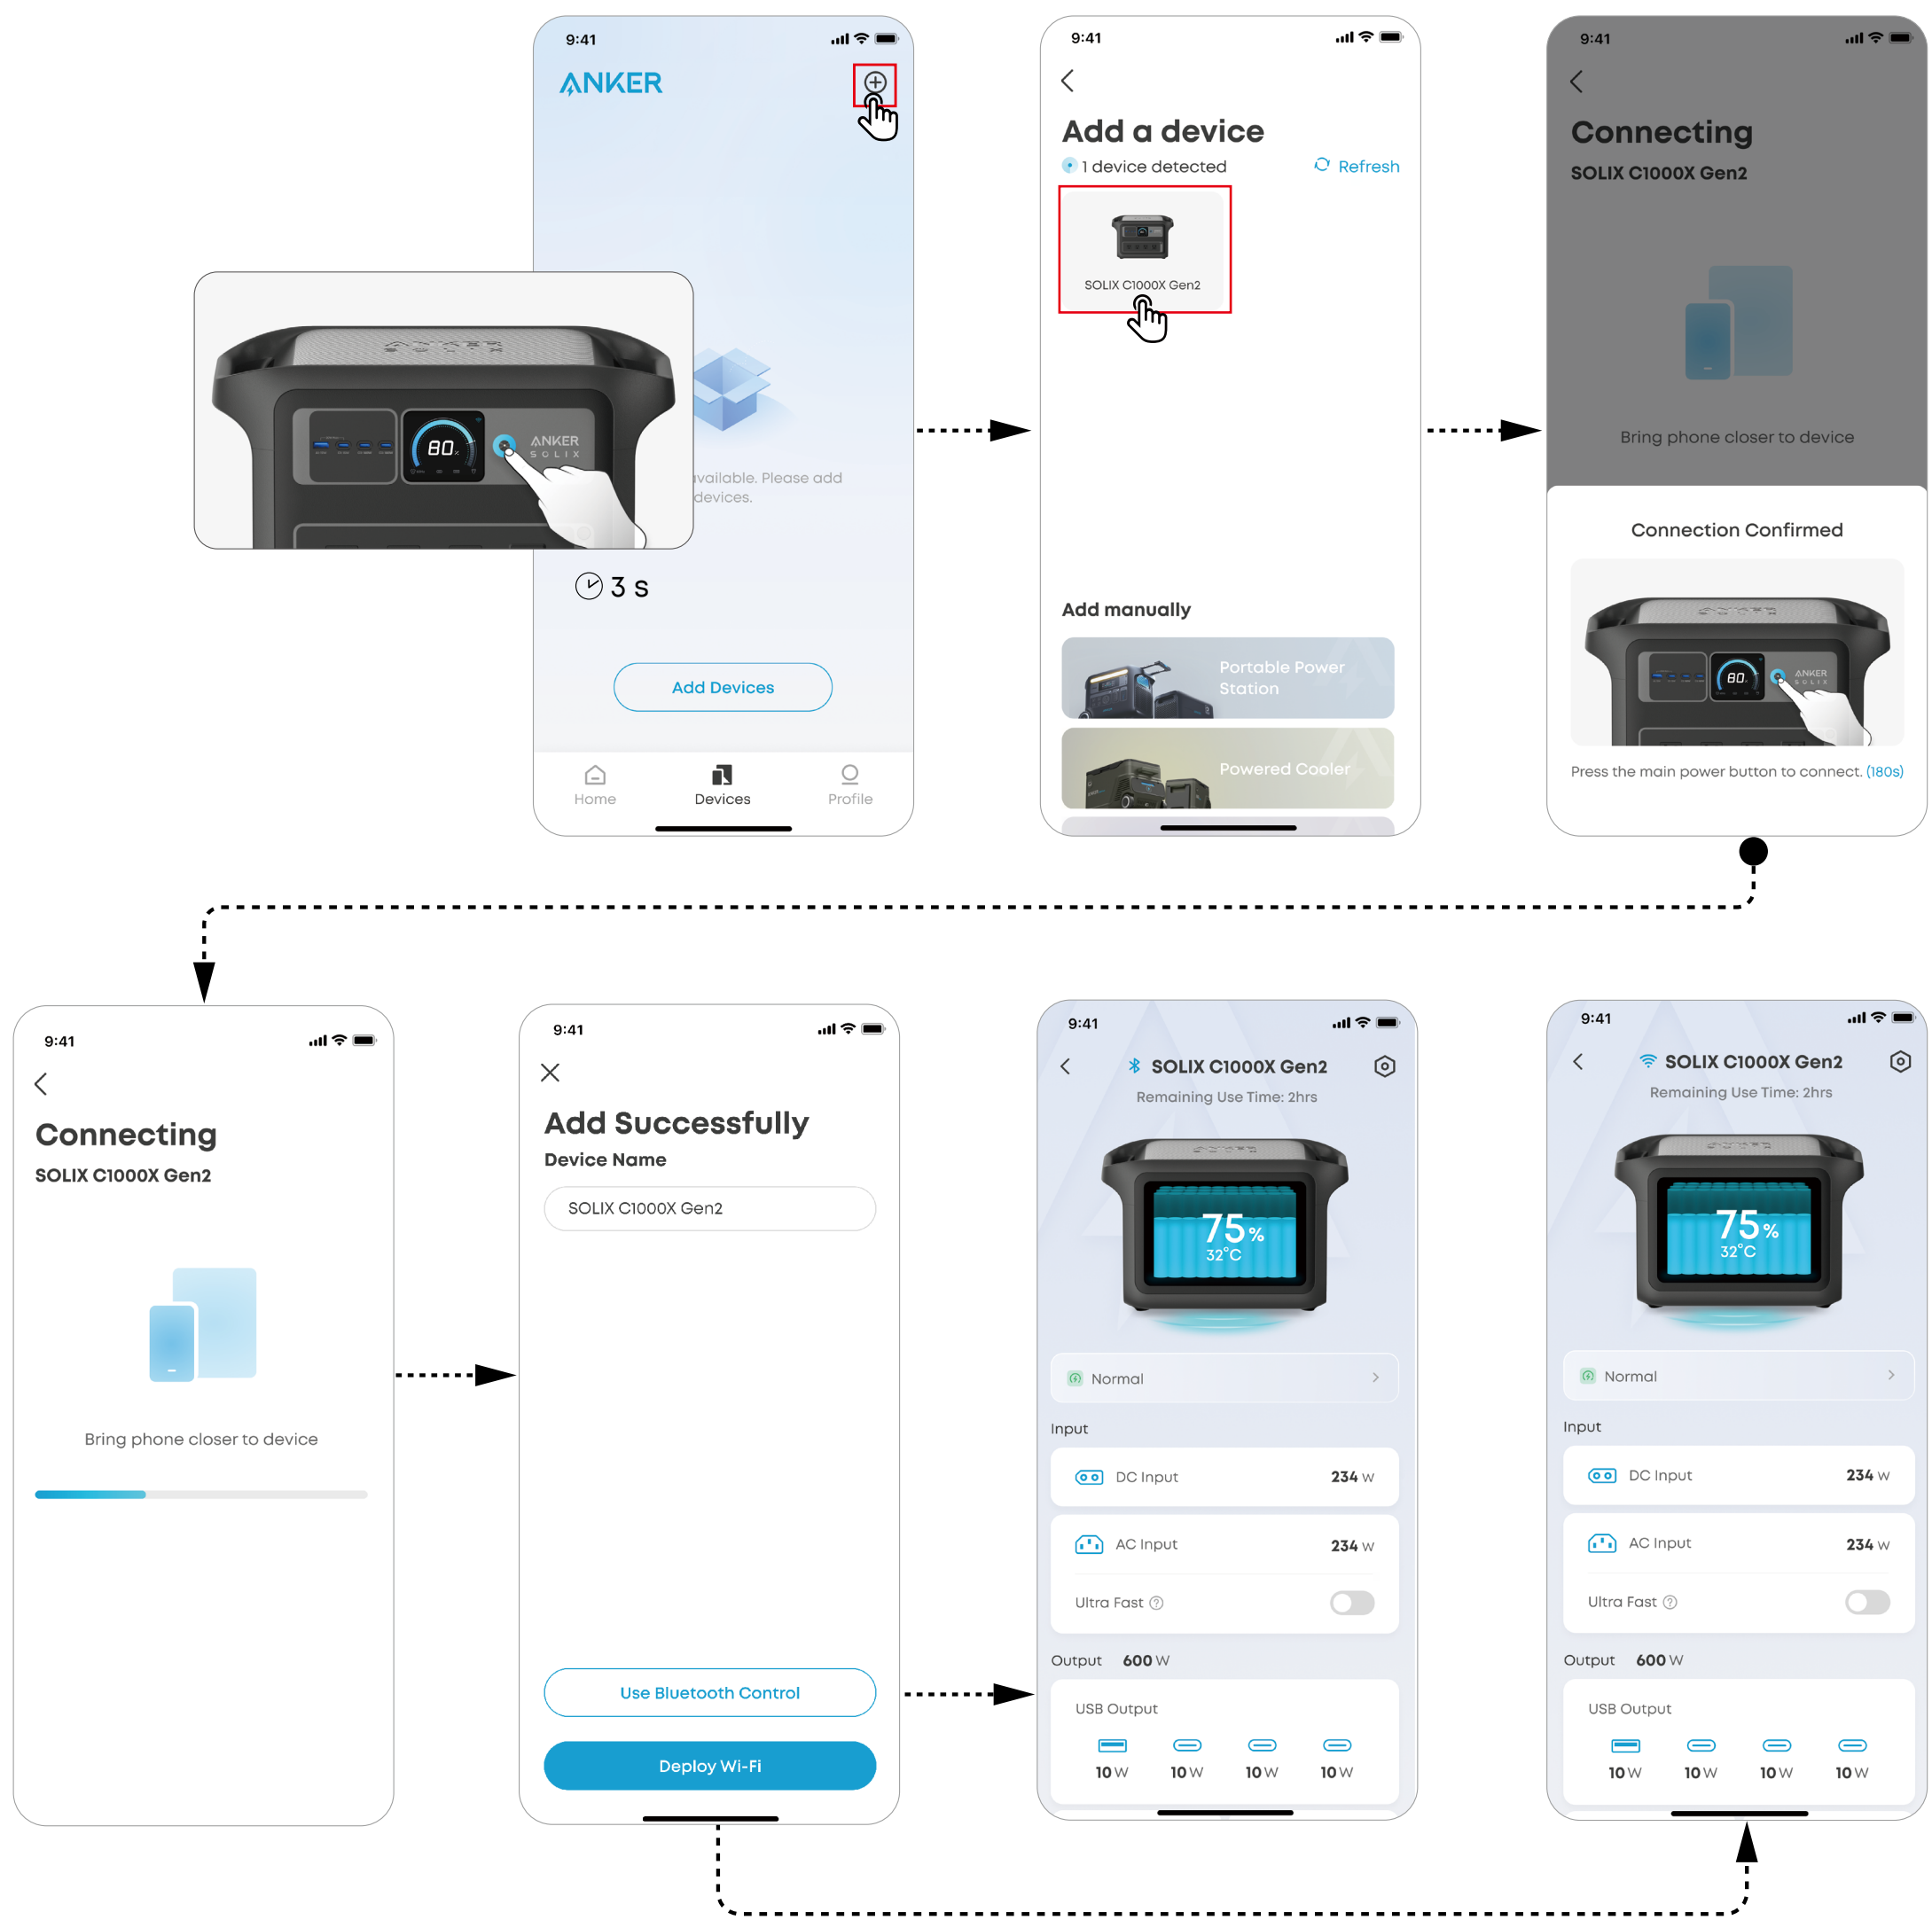 9:41
ANKER
ANKER
SOLIX
80%
ANKER
SOLIX
available. Please add
devices.
3 s
Add Devices
Home
Devices
Profile
9:41
Add a device
1 device detected
Refresh
SOLIX C1000X Gen2
Add manually
Portable Power
Station
Powered Cooler
9:41
Connecting
SOLIX C1000X Gen2
Bring phone closer to device
Connection Confirmed
80%
ANKER
SOLIX
Press the main power button to connect. (180s)
9:41
Connecting
SOLIX C1000X Gen2
Bring phone closer to device
9:41
Add Successfully
Device Name
SOLIX C1000X Gen2
Use Bluetooth Control
Deploy Wi-Fi
9:41
SOLIX C1000X Gen2
Remaining Use Time: 2hrs
75%
32°C
Normal
Input
DC Input 234 W
AC Input 234 W
Ultra Fast
Output 600 W
USB Output
10 W 10 W 10 W 10 W
9:41
SOLIX C1000X Gen2
Remaining Use Time: 2hrs
75%
32°C
Normal
Input
DC Input 234 W
AC Input 234 W
Ultra Fast
Output 600 W
USB Output
10 W 10 W 10 W 10 W